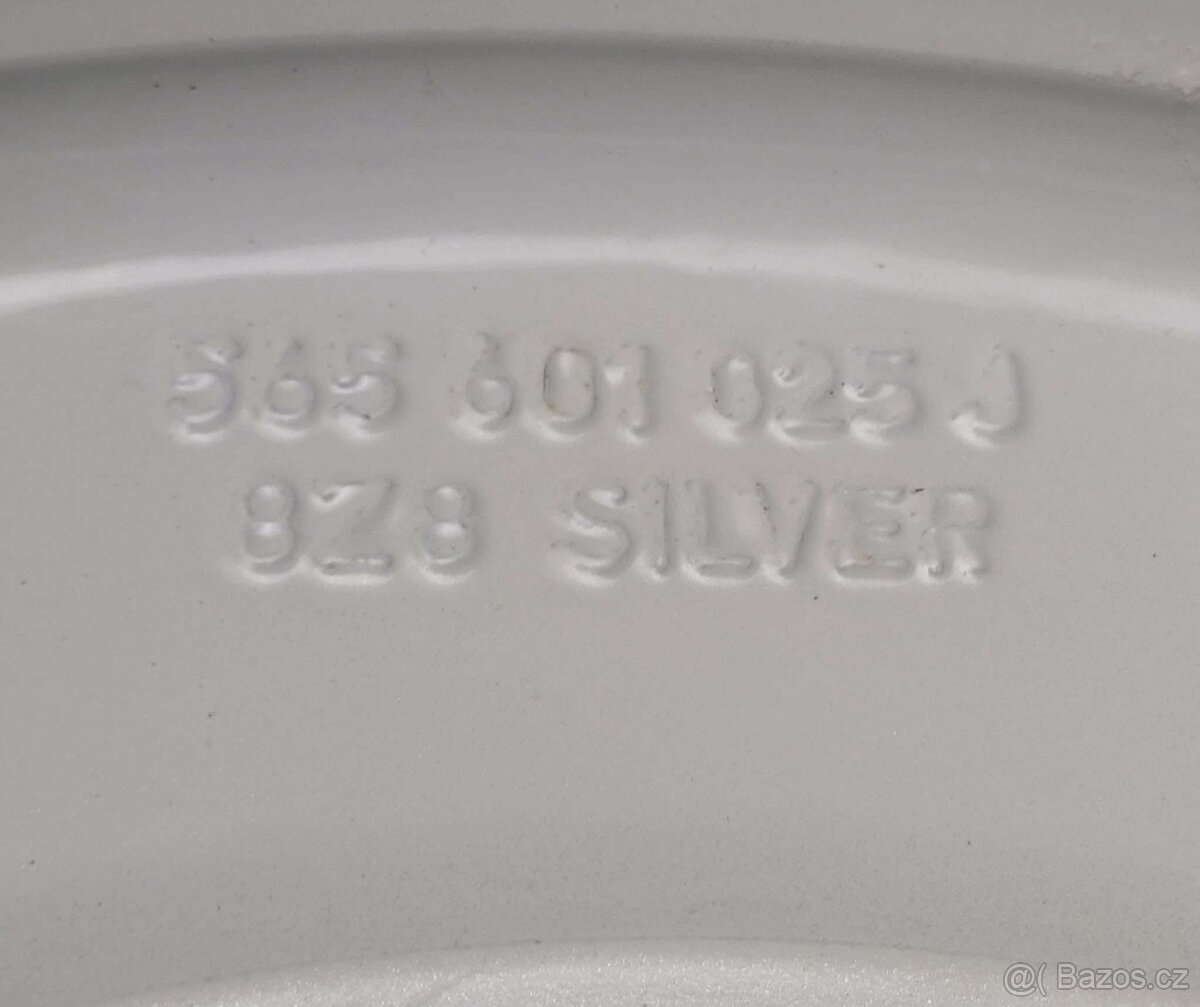 565 601 025 J
8Z8 SILVER
@( Bazos.cz